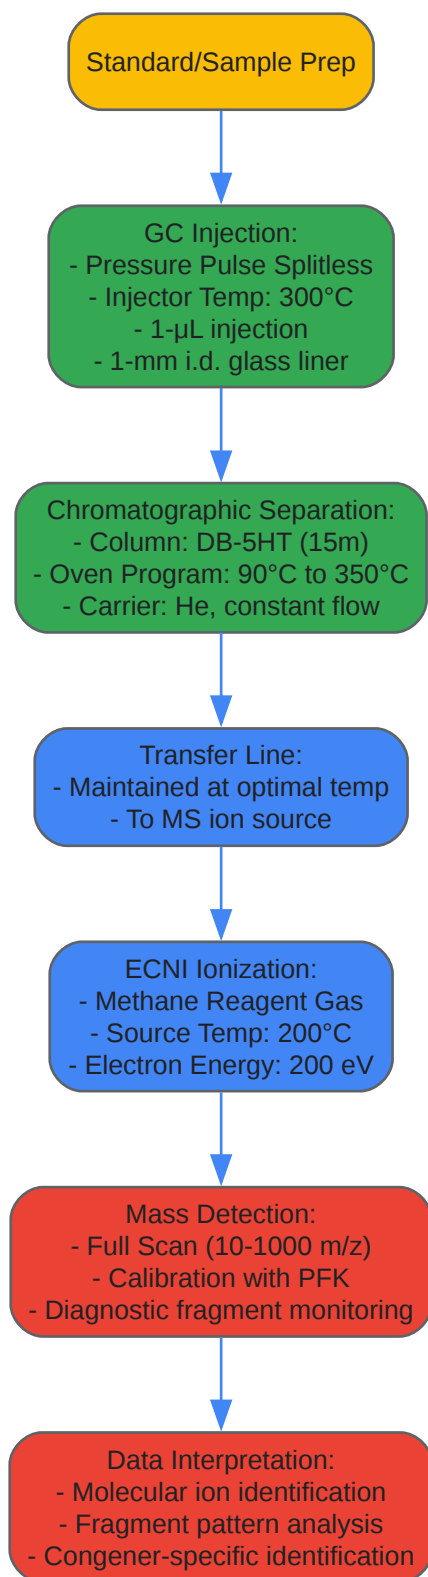 Standard/Sample Prep
GC Injection:
- Pressure Pulse Splitless
- Injector Temp: 300°C
- 1-µL injection
- 1-mm i.d. glass liner
Chromatographic Separation:
- Column: DB-5HT (15m)
- Oven Program: 90°C to 350°C
- Carrier: He, constant flow
Transfer Line:
- Maintained at optimal temp
- To MS ion source
ECNI Ionization:
- Methane Reagent Gas
- Source Temp: 200°C
- Electron Energy: 200 eV
Mass Detection:
- Full Scan (10-1000 m/z)
- Calibration with PFK
- Diagnostic fragment monitoring
Data Interpretation:
- Molecular ion identification
- Fragment pattern analysis
- Congener-specific identification